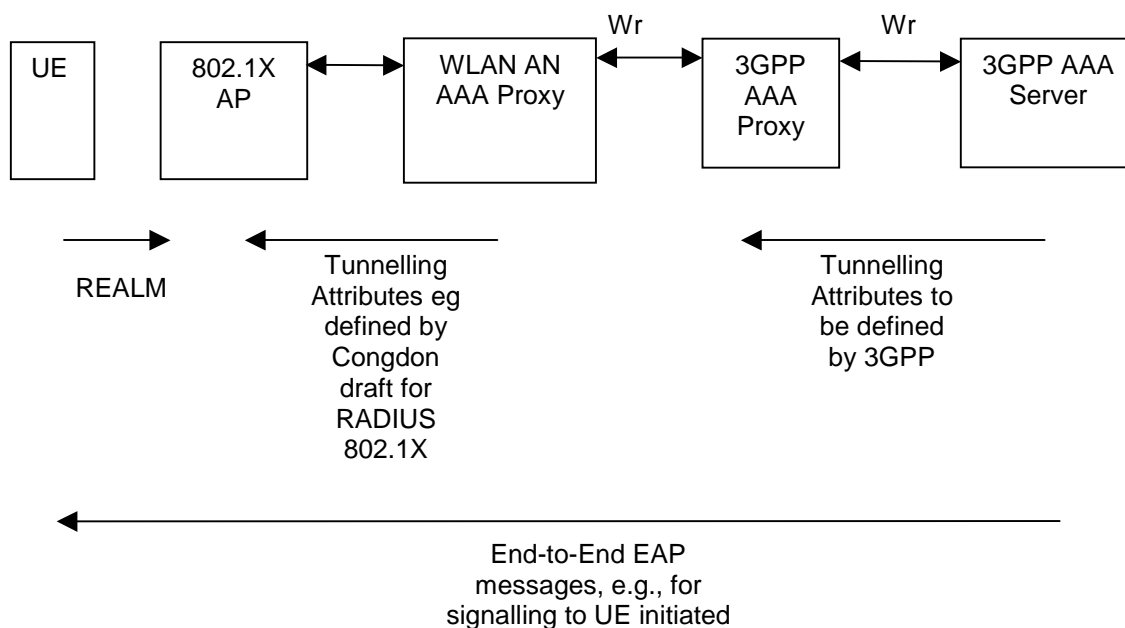 Wr
Wr
UE
802.1X
AP
WLAN AN
AAA Proxy
3GPP
AAA
Proxy
3GPP AAA
Server
REALM
Tunnelling
Attributes eg
defined by
Congdon
draft for
RADIUS
802.1X
Tunnelling
Attributes to
be defined
by 3GPP
End-to-End EAP
messages, e.g., for
signalling to UE initiated